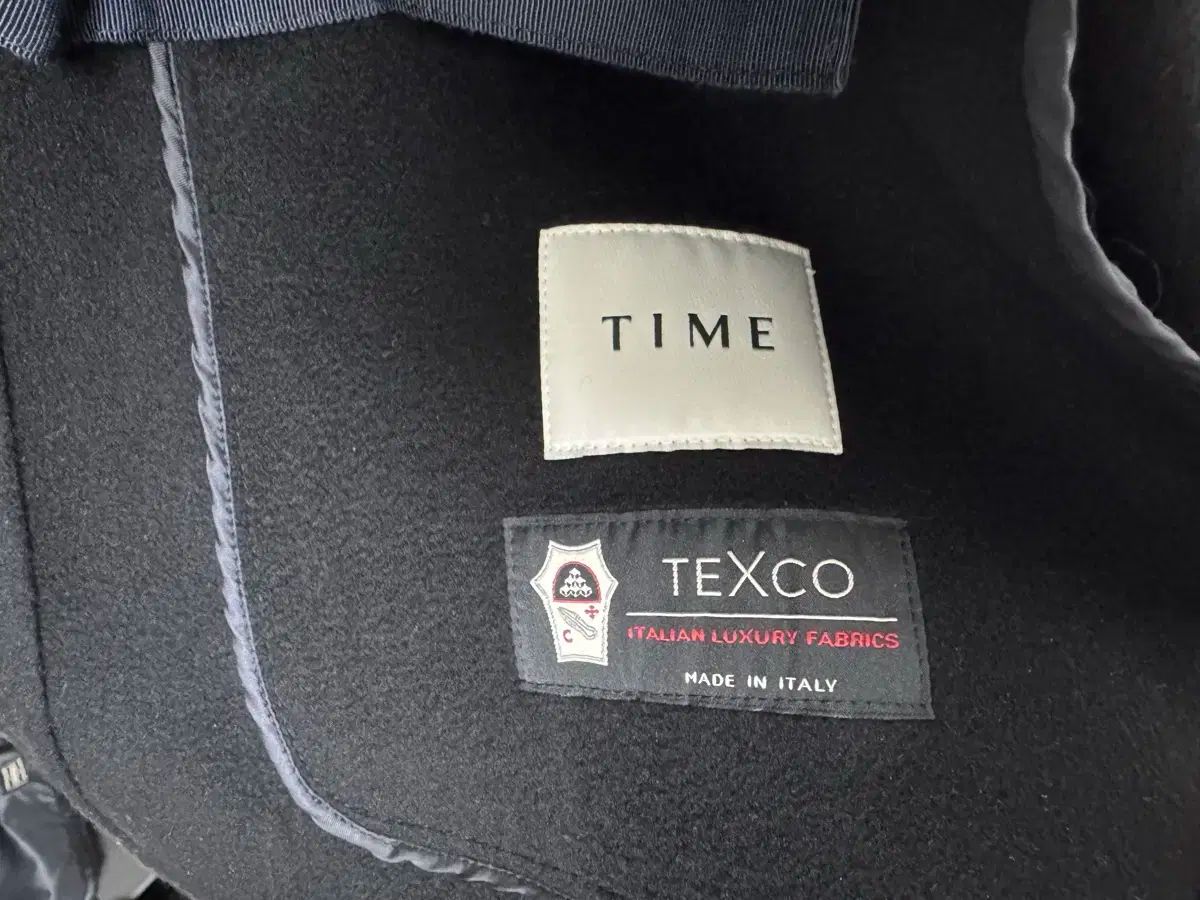 TIME
TEXCO
ITALIAN LUXURY FABRICS
C
MADE IN ITALY